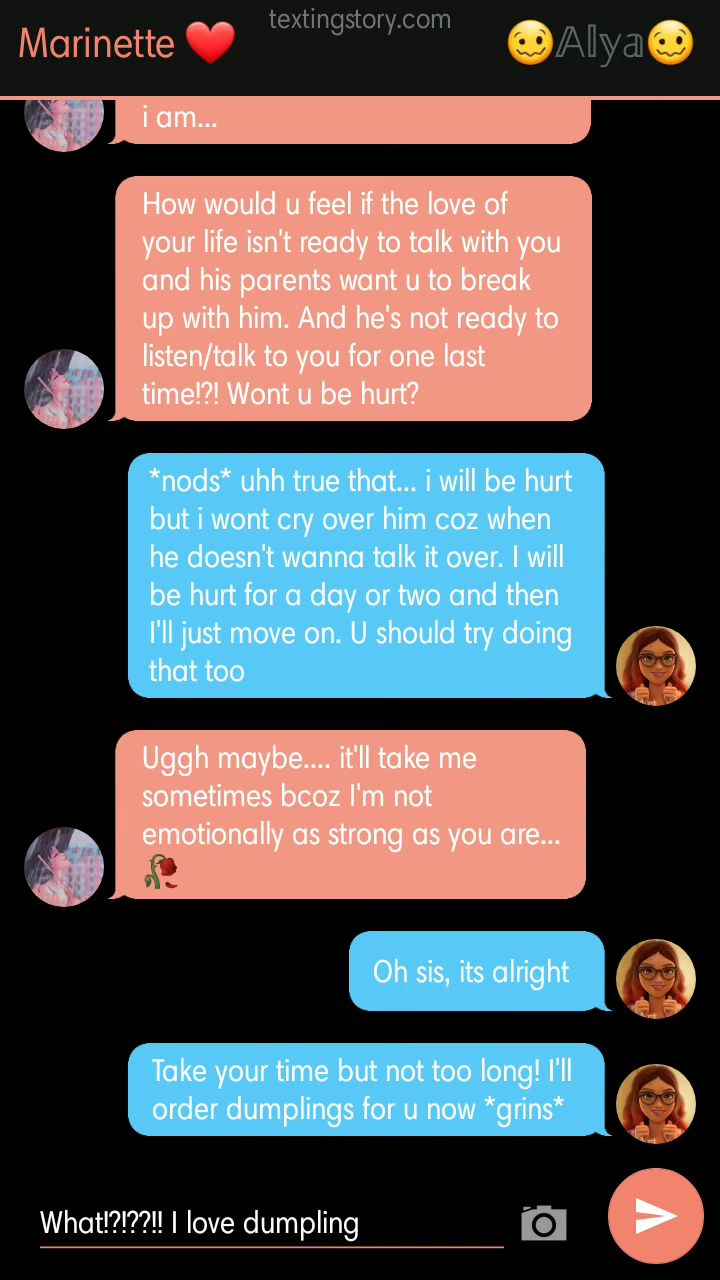 textingstory.com
Marinette ❤️ 🥴𝔸𝕝𝕪𝕒🥴
i am...
How would u feel if the love of
your life isn't ready to talk with you
and his parents want u to break
up with him. And he's not ready to
listen/talk to you for one last
time!?! Wont u be hurt?
*nods* uhh true that... i will be hurt
but i wont cry over him coz when
he doesn't wanna talk it over. I will
be hurt for a day or two and then
I'll just move on. U should try doing
that too
Uggh maybe.... it'll take me
sometimes bcoz I'm not
emotionally as strong as you are...
🥀
Oh sis, its alright
Take your time but not too long! I'll
order dumplings for u now *grins*
What!?!??!! I love dumpling